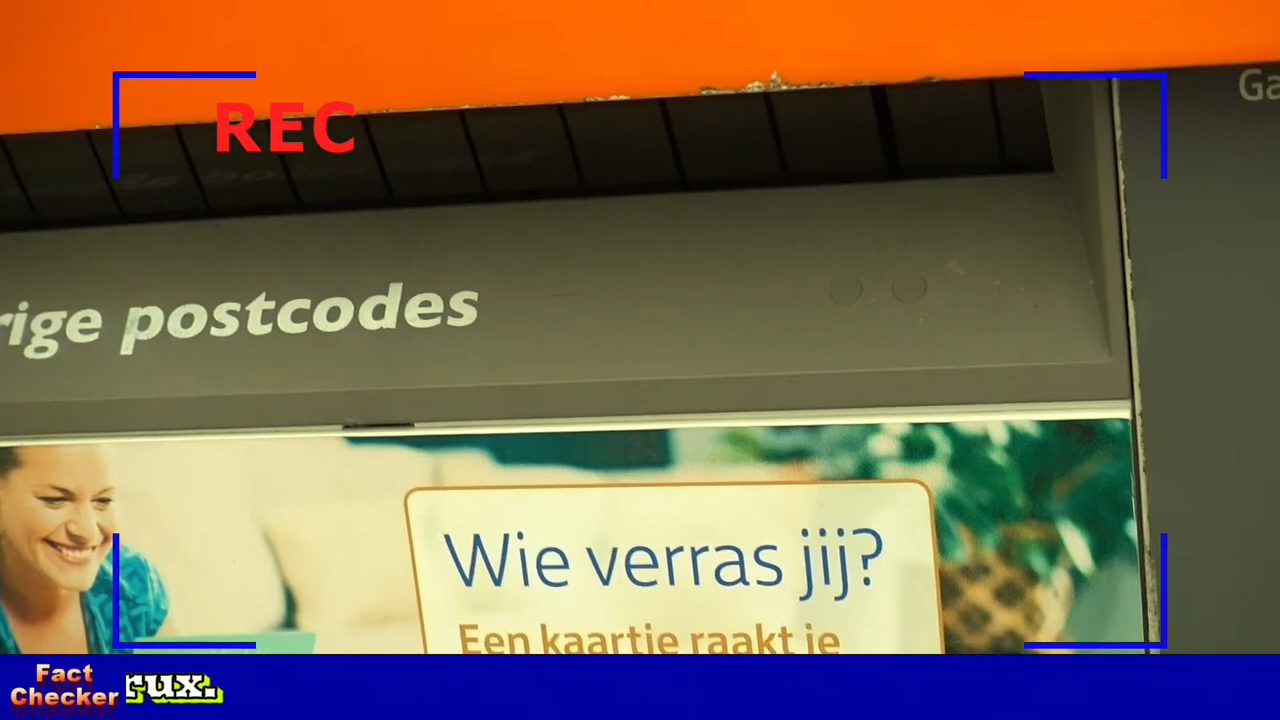 Ga
REC
rige postcodes
Wie verras jij?
Een kaartje raakt je
Fact
Checker
rux.